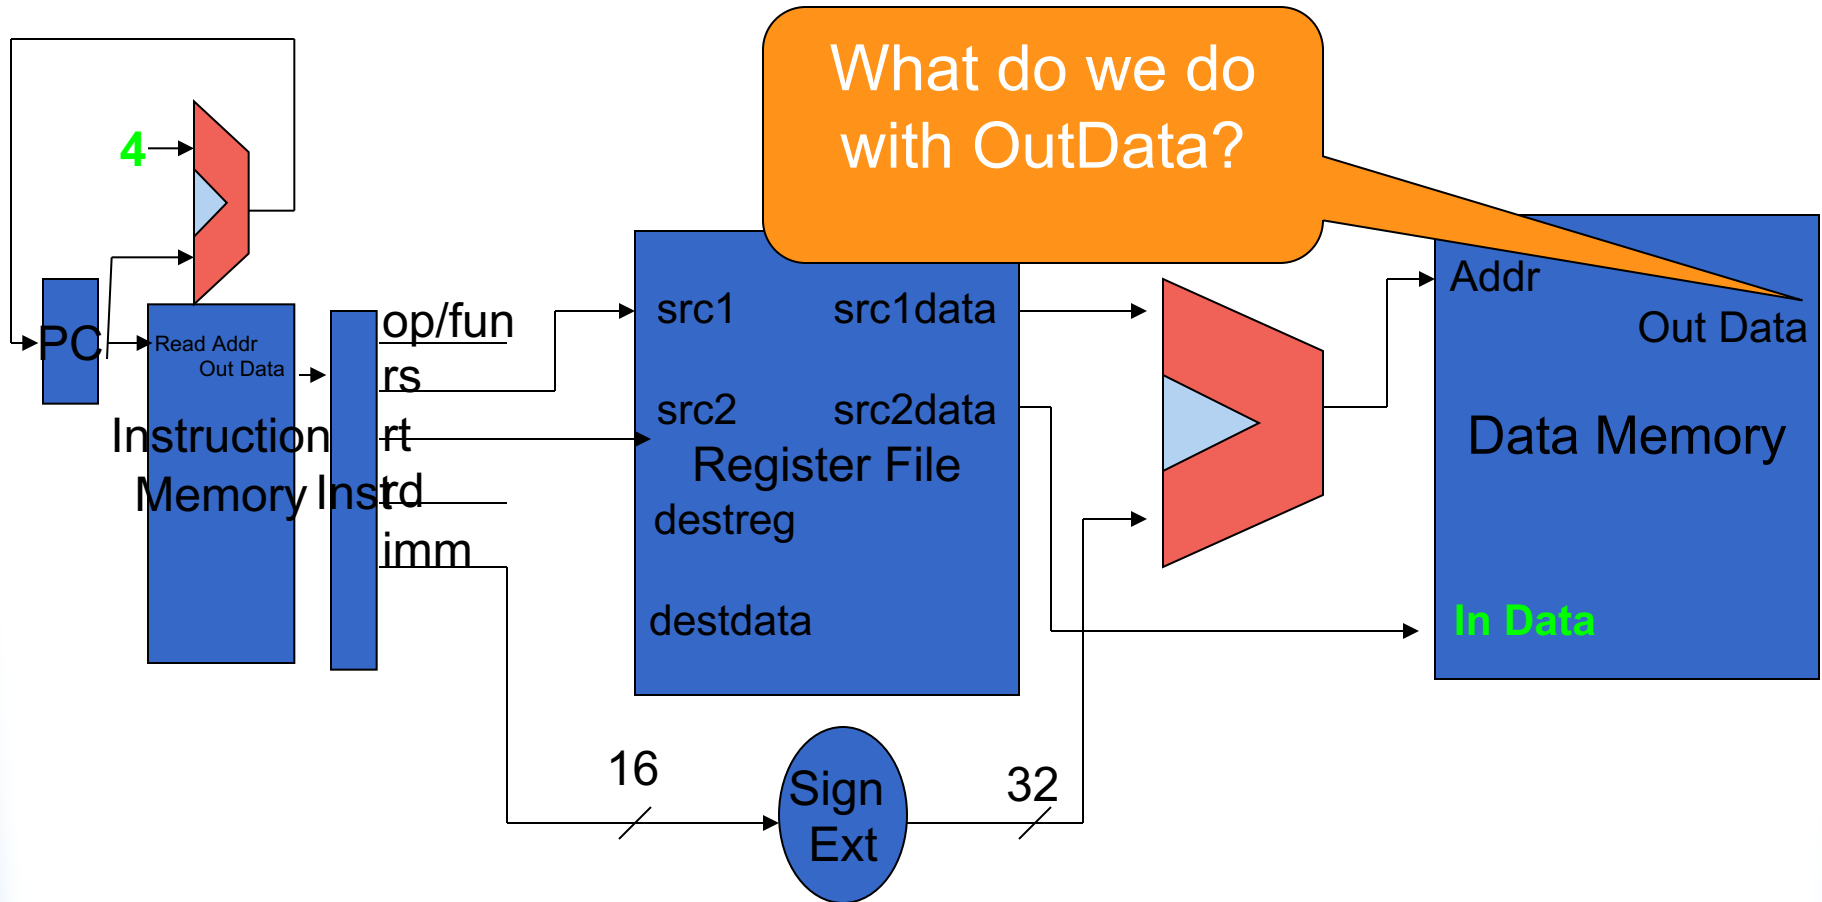 What do we do
with OutData?
4
PC
Read Addr
Out Data
Instruction
Memory
Inst
op/fun
rs
rt
rd
imm
src1
src1data
src2
src2data
Register File
destreg
destdata
Addr
Out Data
Data Memory
In Data
16
Sign
Ext
32